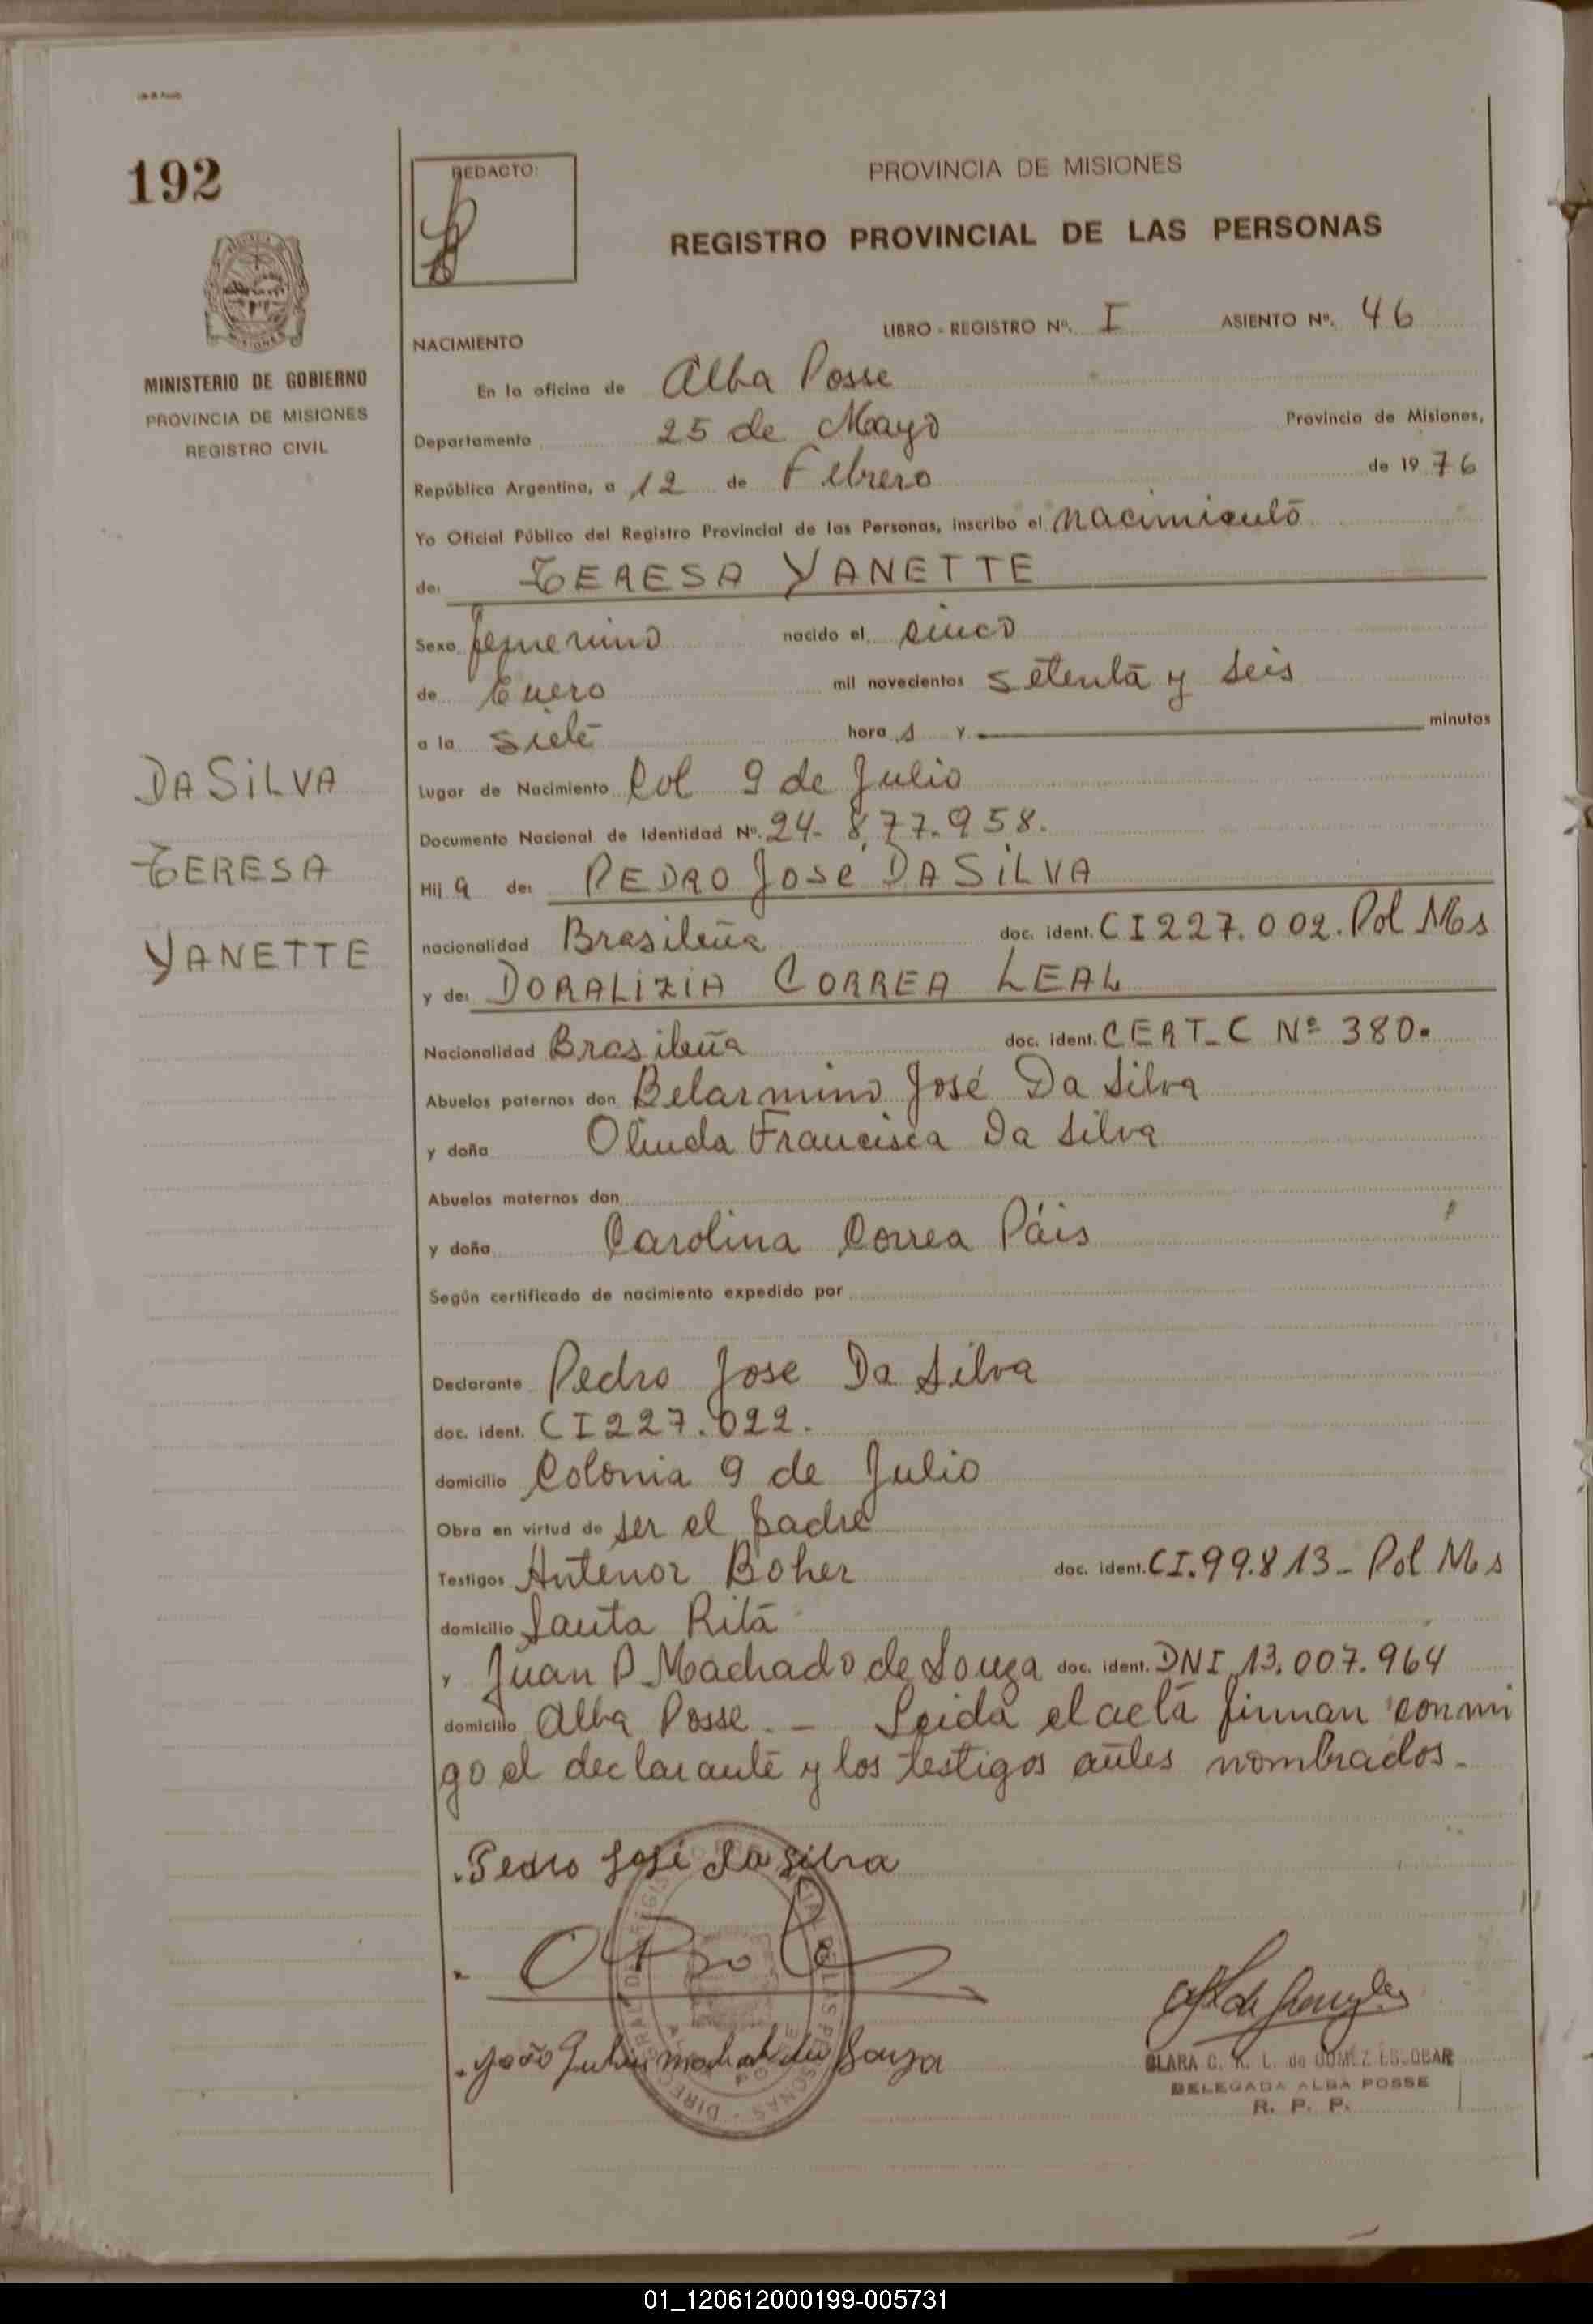 192
REDACTO:
PROVINCIA DE MISIONES
REGISTRO PROVINCIAL DE LAS PERSONAS
MINISTERIO DE GOBIERNO
PROVINCIA DE MISIONES
REGISTRO CIVIL
LIBRO - REGISTRO Nº. I ASIENTO Nº. 46
NACIMIENTO
En la oficina de Alba Posse
Departamento 25 de Mayo Provincia de Misiones,
República Argentina, a 12 de Febrero de 1976
Yo Oficial Público del Registro Provincial de las Personas, inscribo el nacimiento
de: TERESA YANETTE
Sexo femenino nacido el cinco
de Enero mil novecientos setenta y seis
a la siete hora s y minutos
DA SILVA
Lugar de Nacimiento Col 9 de Julio
Documento Nacional de Identidad Nº. 24-877.958.
TERESA
Hij a de: PEDRO José DA SILVA
YANETTE
nacionalidad Brasileña doc. ident. CI 227.002. Pol Ms
y de: DORALIZIA CORREA LEAL
Nacionalidad Brasileña doc. ident. CERT-C Nº 380.
Abuelos paternos don Belarmino José Da Silva
y doña Olinda Francisca Da Silva
Abuelos maternos don
y doña Carolina Correa Páis
Según certificado de nacimiento expedido por
Declarante Pedro Jose Da Silva
doc. ident. CI 227.022.
domicilio Colonia 9 de Julio
Obra en virtud de ser el padre
Testigos Antenor Boher doc. ident. CI.99.813- Pol Ms
domicilio Santa Rita
y Juan P Machado de Souza doc. ident. DNI 13.007.964
domicilio Alba Posse. - Leida el acta firman conmi
go el declarante y los testigos antes nombrados-
Pedro José da silva
CLARA C. K. L. de GOMEZ ESCOBAR
DELEGADA ALBA POSSE
R. P. P.
01_120612000199-005731